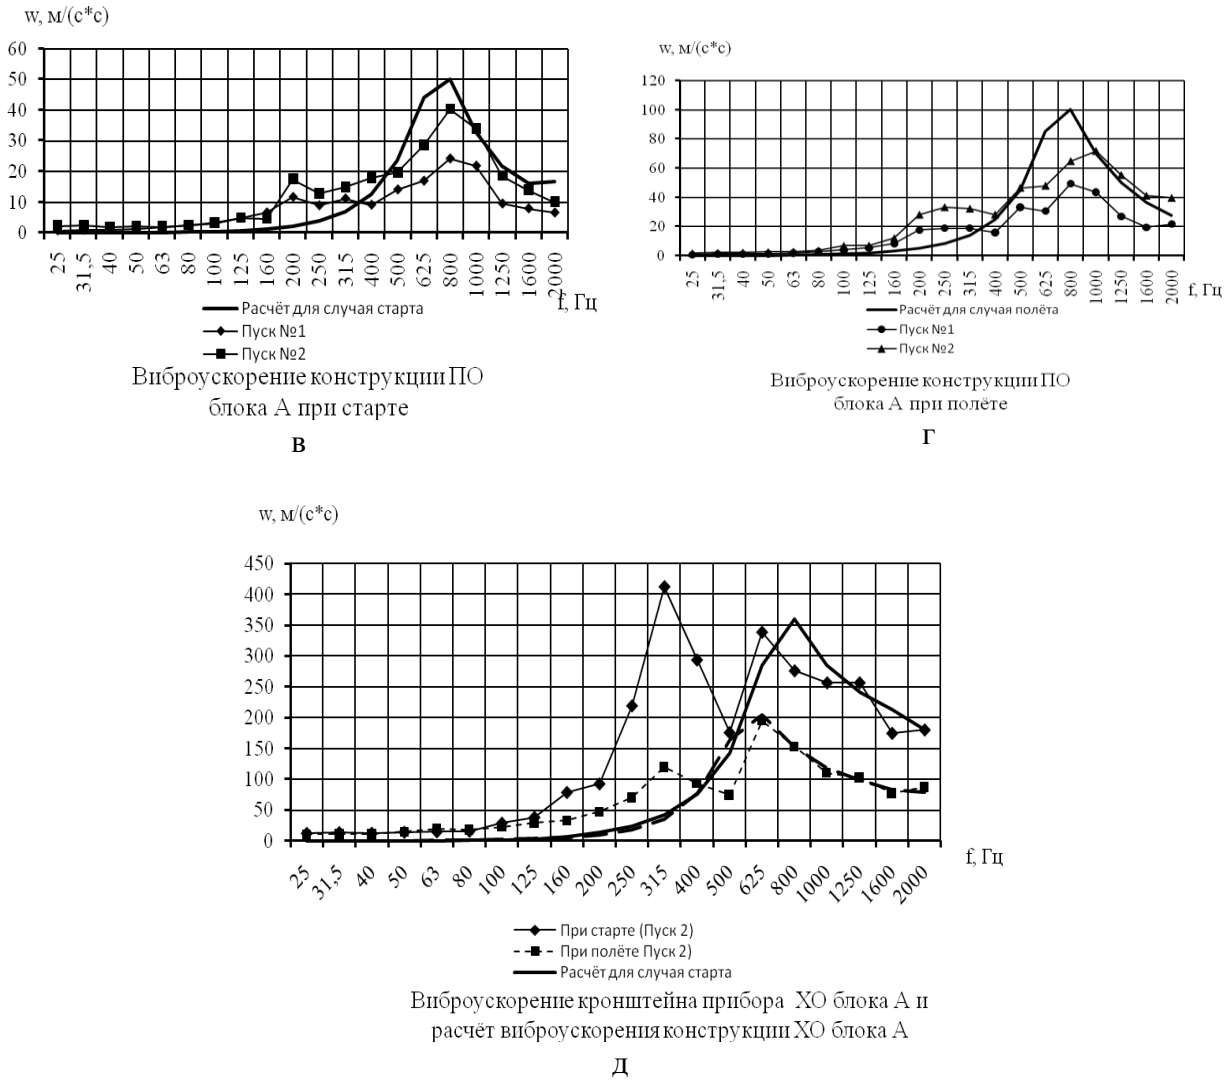 w, м/(с*с)
60
50
40
30
20
10
0
25 31,5 40 50 63 80 100 125 160 200 250 315 400 500 625 800 1000 1250 1600 2000
f, Гц
Расчёт для случая старта
Пуск №1
Пуск №2
Виброускорение конструкции ПО
блока А при старте
в
w, м/(с*с)
120
100
80
60
40
20
0
25 31,5 40 50 63 80 100 125 160 200 250 315 400 500 625 800 1000 1250 1600 2000
f, Гц
Расчёт для случая полёта
Пуск №1
Пуск №2
Виброускорение конструкции ПО
блока А при полёте
г
w, м/(с*с)
450
400
350
300
250
200
150
100
50
0
25 31,5 40 50 63 80 100 125 160 200 250 315 400 500 625 800 1000 1250 1600 2000
f, Гц
При старте (Пуск 2)
При полёте Пуск 2)
Расчёт для случая старта
Виброускорение кронштейна прибора ХО блока А и
расчёт виброускорения конструкции ХО блока А
д